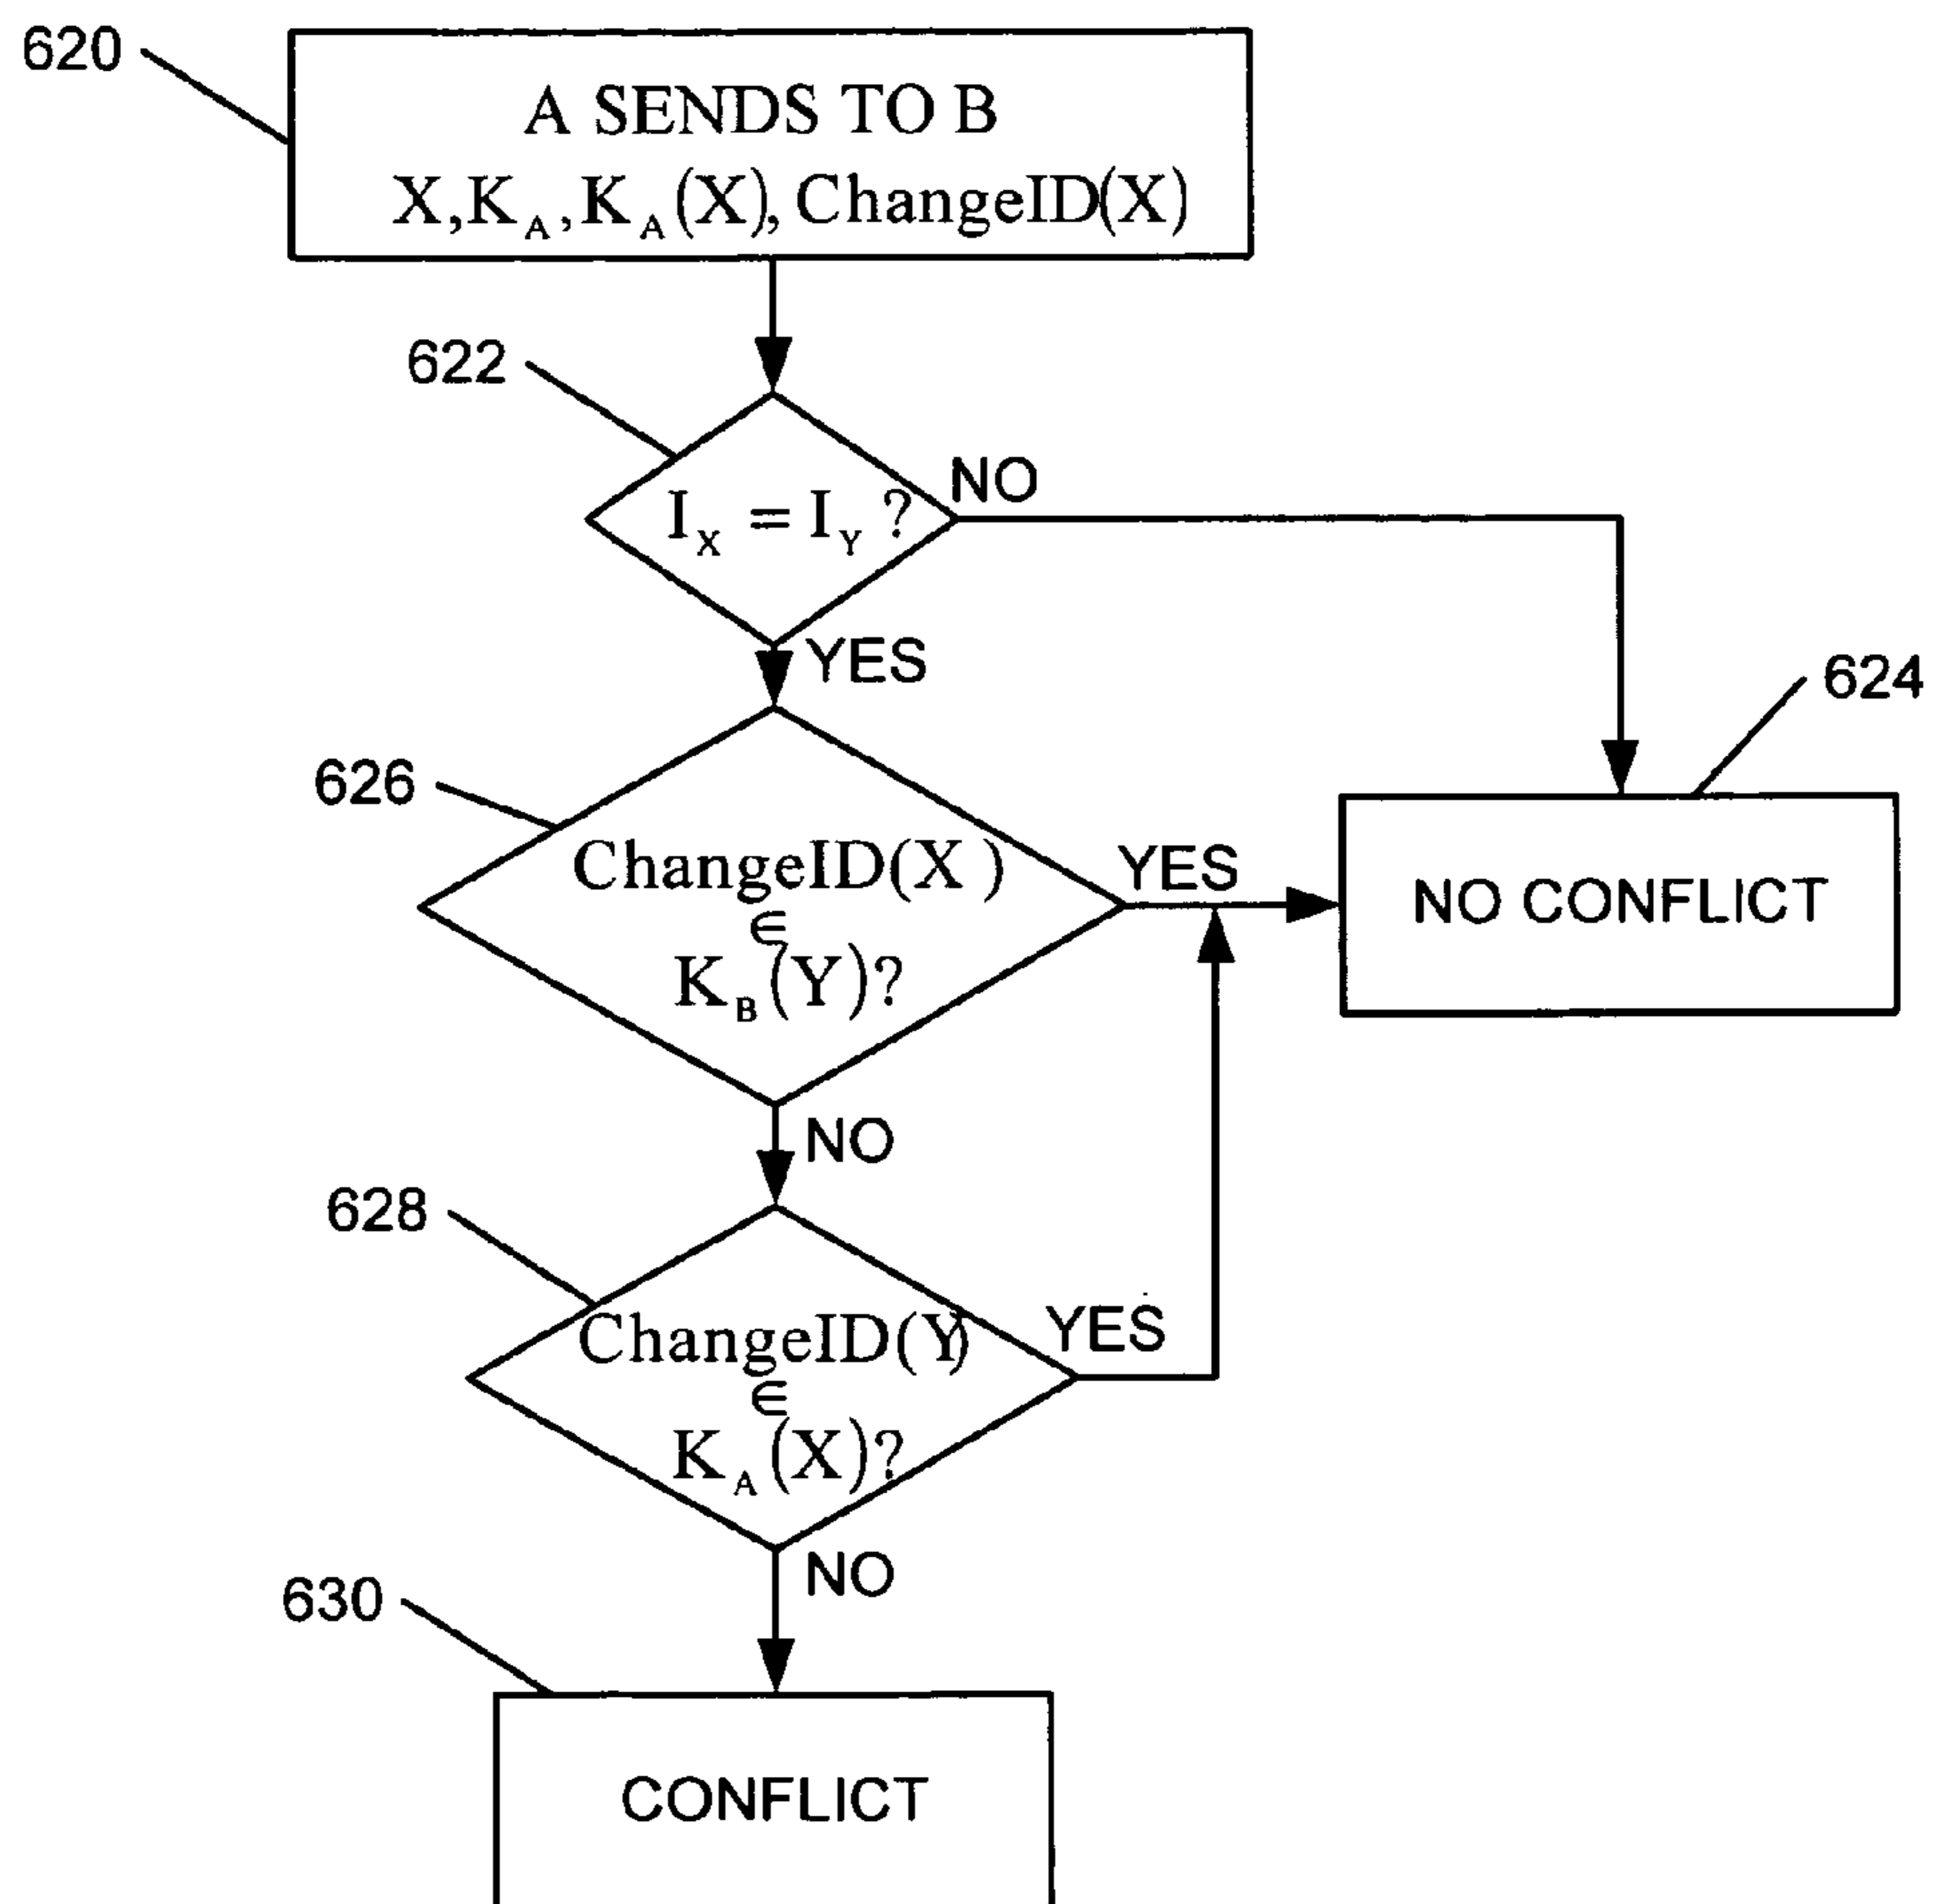 620
A SENDS TO B
X,K_A,K_A(X), ChangeID(X)
622
I_X = I_Y ?
NO
YES
624
626
ChangeID(X )
∈
K_B(Y)?
YES
NO CONFLICT
NO
628
ChangeID(Y)
∈
K_A(X)?
YES
NO
630
CONFLICT